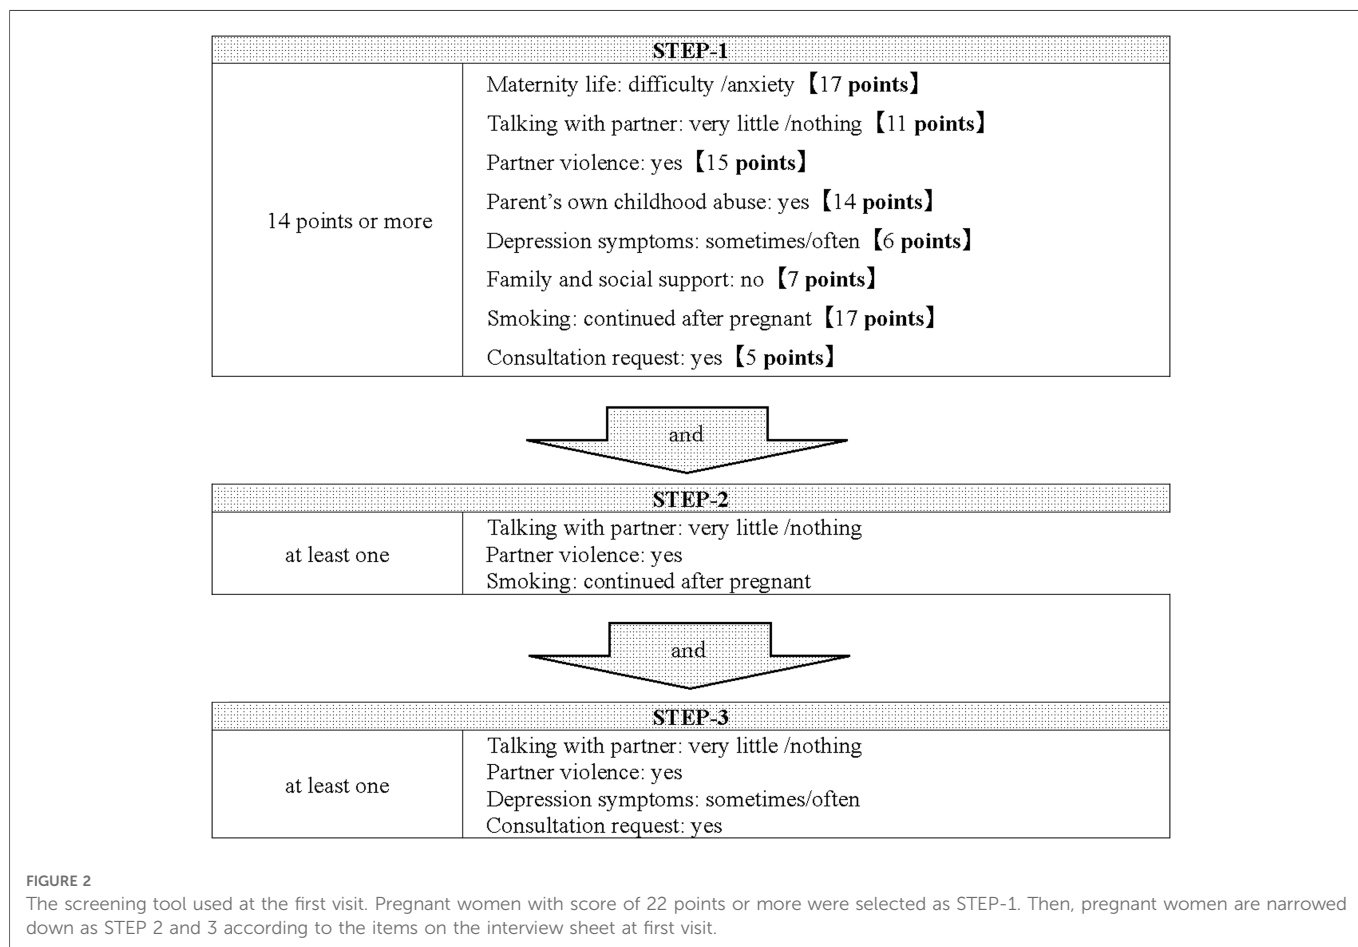 STEP-1
14 points or more
Maternity life: difficulty /anxiety【17 points】
Talking with partner: very little /nothing【11 points】
Partner violence: yes【15 points】
Parent's own childhood abuse: yes【14 points】
Depression symptoms: sometimes/often【6 points】
Family and social support: no【7 points】
Smoking: continued after pregnant【17 points】
Consultation request: yes【5 points】
and
STEP-2
at least one
Talking with partner: very little /nothing
Partner violence: yes
Smoking: continued after pregnant
and
STEP-3
at least one
Talking with partner: very little /nothing
Partner violence: yes
Depression symptoms: sometimes/often
Consultation request: yes
FIGURE 2
The screening tool used at the first visit. Pregnant women with score of 22 points or more were selected as STEP-1. Then, pregnant women are narrowed
down as STEP 2 and 3 according to the items on the interview sheet at first visit.